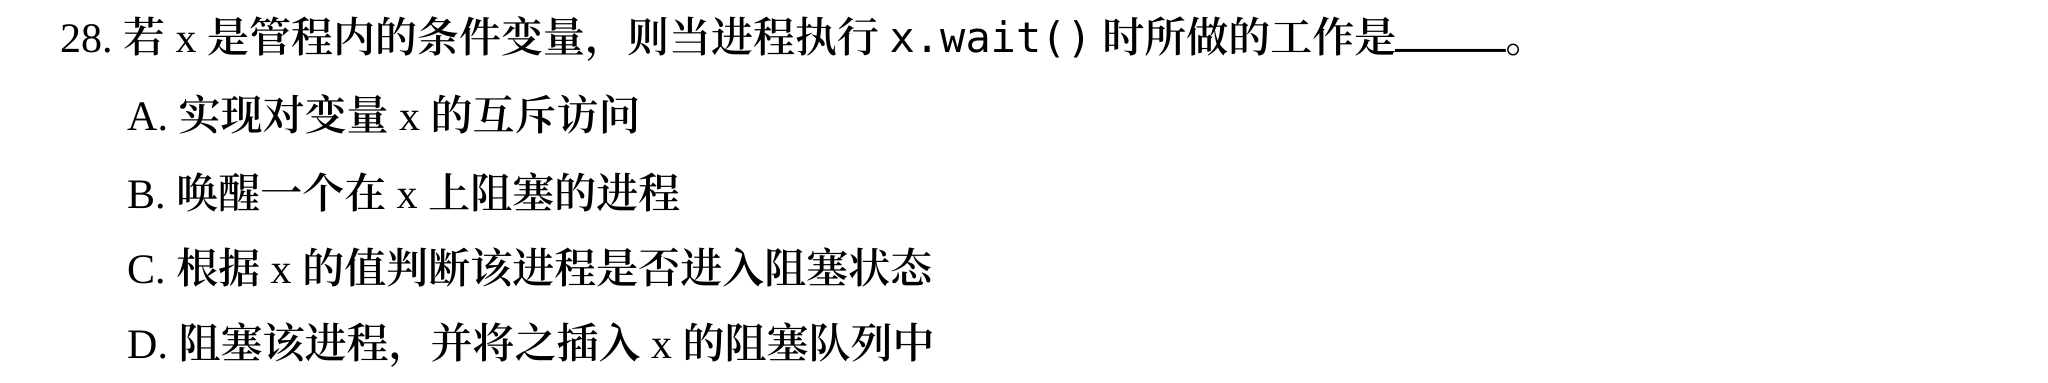 28. 若 x 是管程内的条件变量，则当进程执行 x.wait() 时所做的工作是_____。
A. 实现对变量 x 的互斥访问
B. 唤醒一个在 x 上阻塞的进程
C. 根据 x 的值判断该进程是否进入阻塞状态
D. 阻塞该进程，并将之插入 x 的阻塞队列中